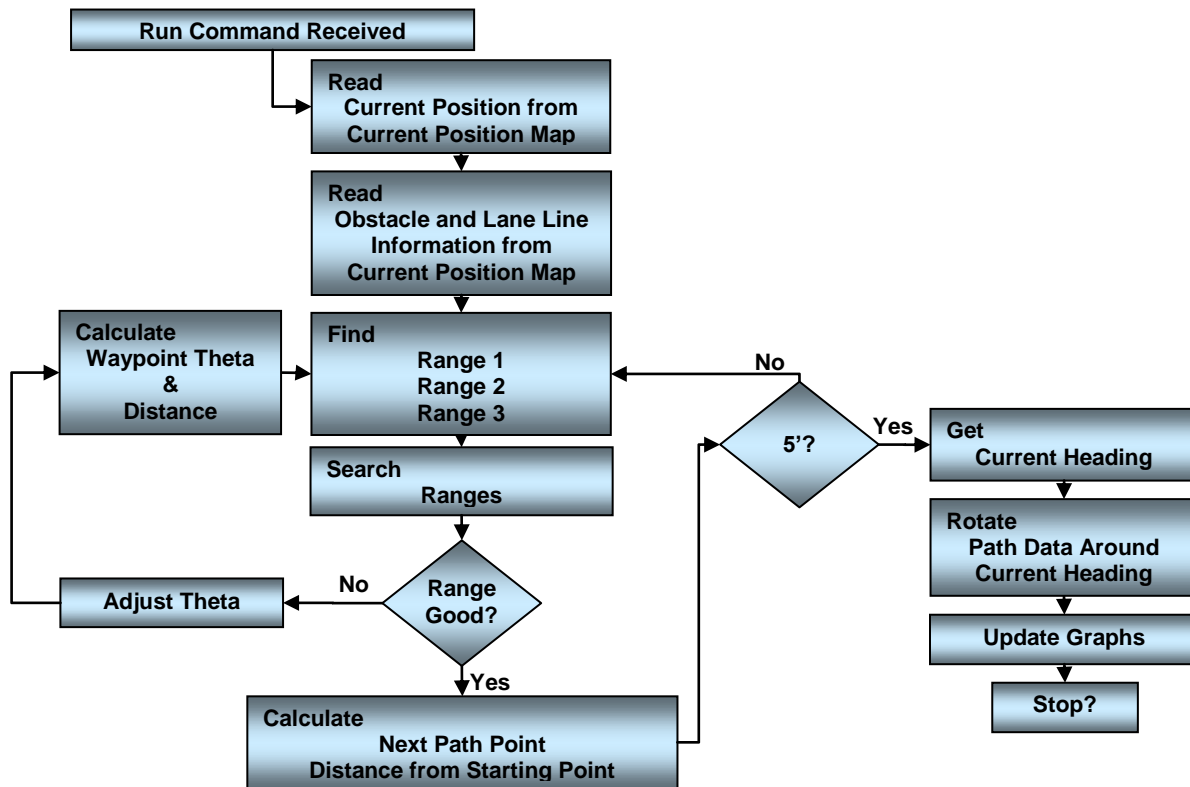 Run Command Received
Read
Current Position from
Current Position Map
Read
Obstacle and Lane Line
Information from
Current Position Map
Calculate
Waypoint Theta
&
Distance
Find
Range 1
Range 2
Range 3
Search
Ranges
Range
Good?
No
Adjust Theta
Yes
Calculate
Next Path Point
Distance from Starting Point
5’?
No
Yes
Get
Current Heading
Rotate
Path Data Around
Current Heading
Update Graphs
Stop?